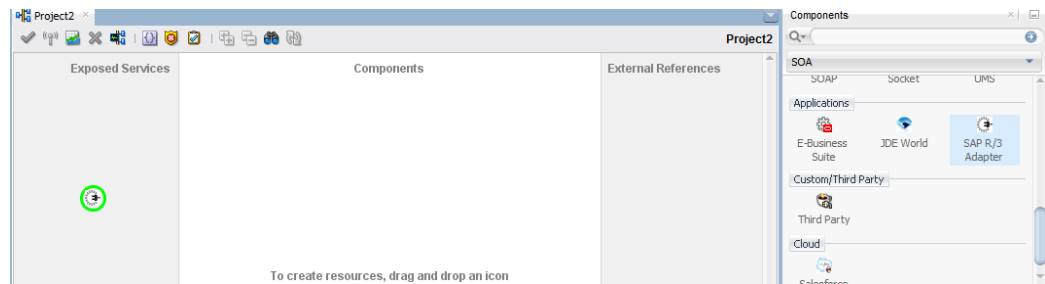 Project2
Components
Project2
SOA
Exposed Services
Components
External References
SOAP
Socket
UMS
Applications
E-Business
Suite
JDE World
SAP R/3
Adapter
Custom/Third Party
Third Party
Cloud
Salesforce
To create resources, drag and drop an icon